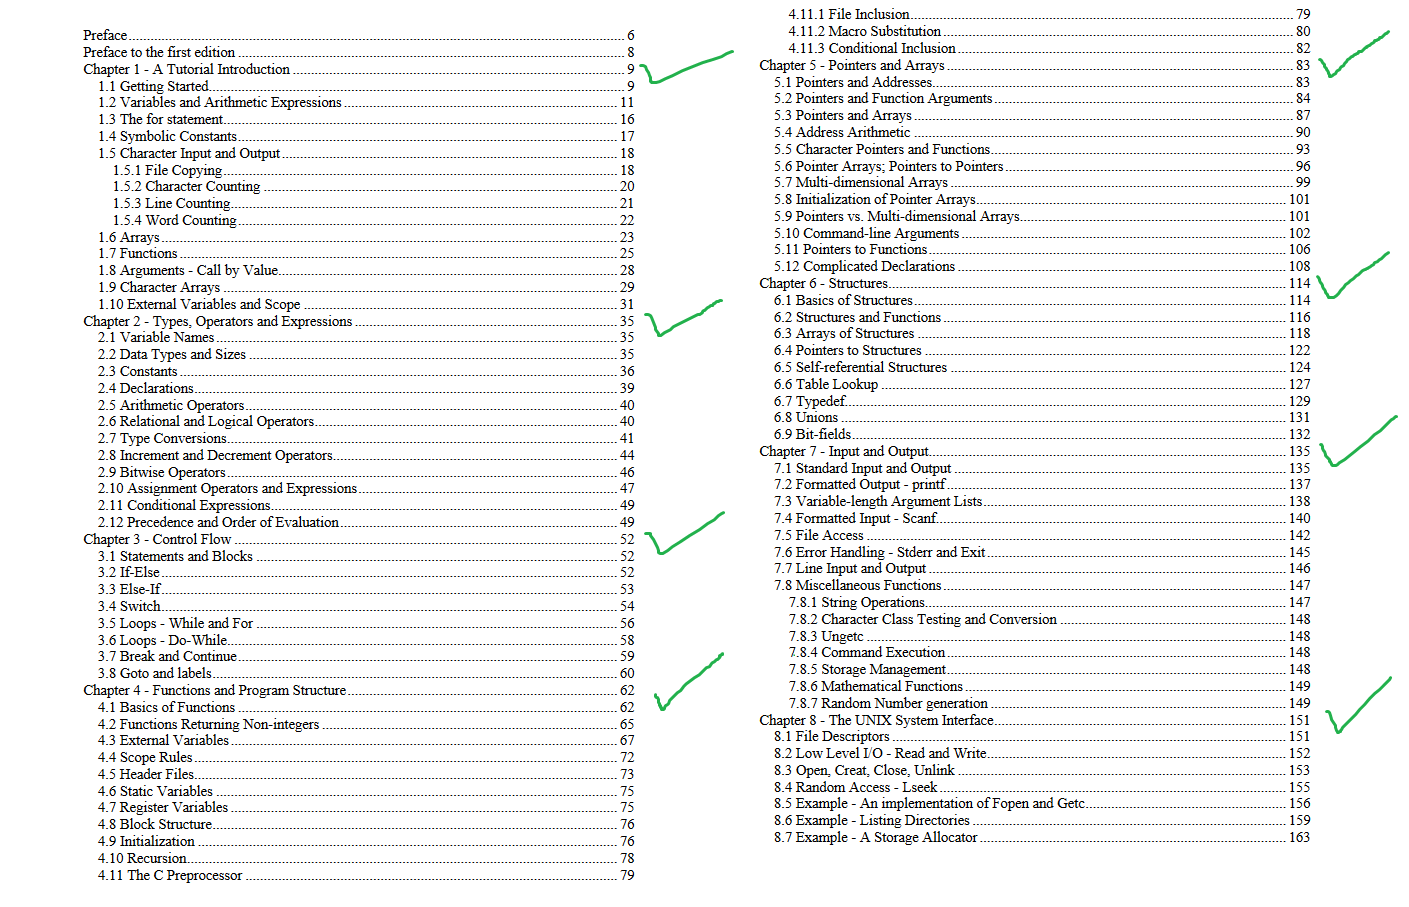 Preface 6
Preface to the first edition 8
Chapter 1 - A Tutorial Introduction 9
1.1 Getting Started 9
1.2 Variables and Arithmetic Expressions 11
1.3 The for statement 16
1.4 Symbolic Constants 17
1.5 Character Input and Output 18
1.5.1 File Copying 18
1.5.2 Character Counting 20
1.5.3 Line Counting 21
1.5.4 Word Counting 22
1.6 Arrays 23
1.7 Functions 25
1.8 Arguments - Call by Value 28
1.9 Character Arrays 29
1.10 External Variables and Scope 31
Chapter 2 - Types, Operators and Expressions 35
2.1 Variable Names 35
2.2 Data Types and Sizes 35
2.3 Constants 36
2.4 Declarations 39
2.5 Arithmetic Operators 40
2.6 Relational and Logical Operators 40
2.7 Type Conversions 41
2.8 Increment and Decrement Operators 44
2.9 Bitwise Operators 46
2.10 Assignment Operators and Expressions 47
2.11 Conditional Expressions 49
2.12 Precedence and Order of Evaluation 49
Chapter 3 - Control Flow 52
3.1 Statements and Blocks 52
3.2 If-Else 52
3.3 Else-If 53
3.4 Switch 54
3.5 Loops - While and For 56
3.6 Loops - Do-While 58
3.7 Break and Continue 59
3.8 Goto and labels 60
Chapter 4 - Functions and Program Structure 62
4.1 Basics of Functions 62
4.2 Functions Returning Non-integers 65
4.3 External Variables 67
4.4 Scope Rules 72
4.5 Header Files 73
4.6 Static Variables 75
4.7 Register Variables 75
4.8 Block Structure 76
4.9 Initialization 76
4.10 Recursion 78
4.11 The C Preprocessor 79
4.11.1 File Inclusion 79
4.11.2 Macro Substitution 80
4.11.3 Conditional Inclusion 82
Chapter 5 - Pointers and Arrays 83
5.1 Pointers and Addresses 83
5.2 Pointers and Function Arguments 84
5.3 Pointers and Arrays 87
5.4 Address Arithmetic 90
5.5 Character Pointers and Functions 93
5.6 Pointer Arrays; Pointers to Pointers 96
5.7 Multi-dimensional Arrays 99
5.8 Initialization of Pointer Arrays 101
5.9 Pointers vs. Multi-dimensional Arrays 101
5.10 Command-line Arguments 102
5.11 Pointers to Functions 106
5.12 Complicated Declarations 108
Chapter 6 - Structures 114
6.1 Basics of Structures 114
6.2 Structures and Functions 116
6.3 Arrays of Structures 118
6.4 Pointers to Structures 122
6.5 Self-referential Structures 124
6.6 Table Lookup 127
6.7 Typedef 129
6.8 Unions 131
6.9 Bit-fields 132
Chapter 7 - Input and Output 135
7.1 Standard Input and Output 135
7.2 Formatted Output - printf 137
7.3 Variable-length Argument Lists 138
7.4 Formatted Input - Scanf 140
7.5 File Access 142
7.6 Error Handling - Stderr and Exit 145
7.7 Line Input and Output 146
7.8 Miscellaneous Functions 147
7.8.1 String Operations 147
7.8.2 Character Class Testing and Conversion 148
7.8.3 Ungetc 148
7.8.4 Command Execution 148
7.8.5 Storage Management 148
7.8.6 Mathematical Functions 149
7.8.7 Random Number generation 149
Chapter 8 - The UNIX System Interface 151
8.1 File Descriptors 151
8.2 Low Level I/O - Read and Write 152
8.3 Open, Creat, Close, Unlink 153
8.4 Random Access - Lseek 155
8.5 Example - An implementation of Fopen and Getc 156
8.6 Example - Listing Directories 159
8.7 Example - A Storage Allocator 163